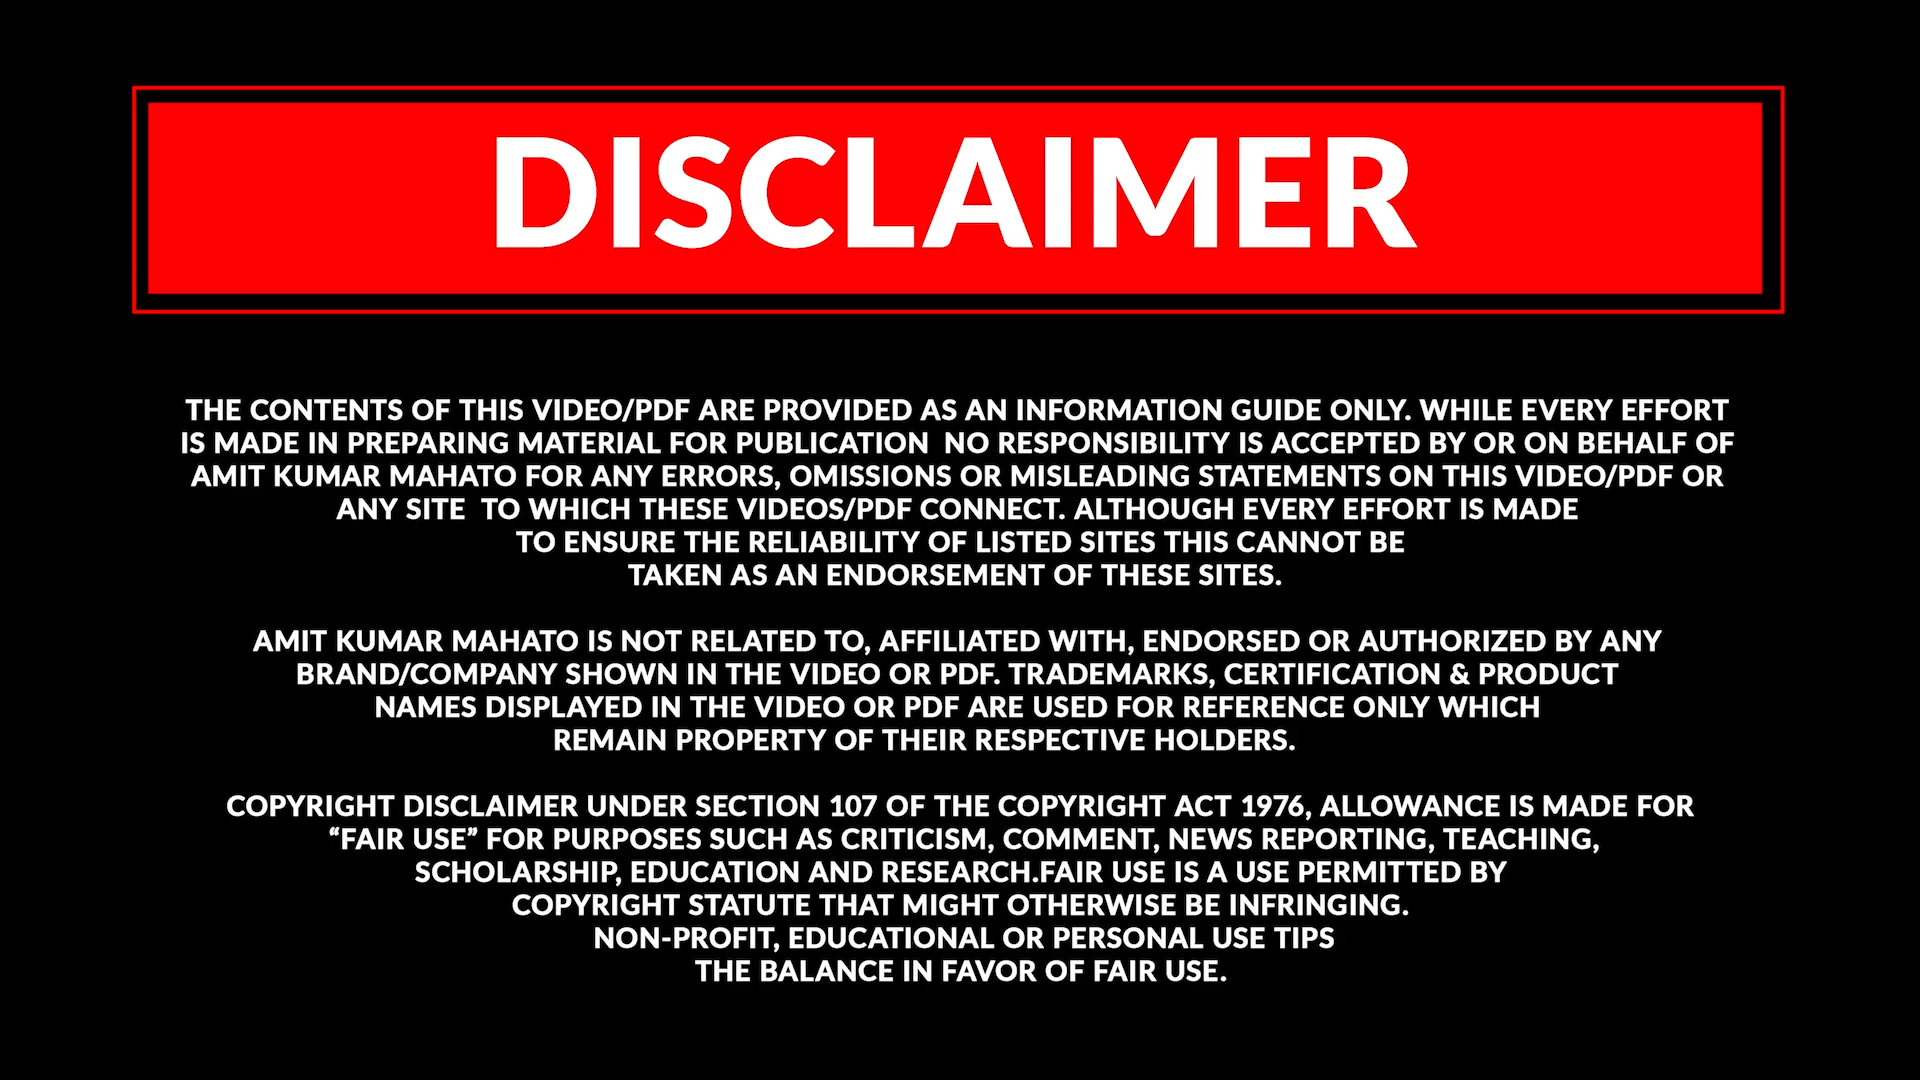 DISCLAIMER
THE CONTENTS OF THIS VIDEO/PDF ARE PROVIDED AS AN INFORMATION GUIDE ONLY. WHILE EVERY EFFORT
IS MADE IN PREPARING MATERIAL FOR PUBLICATION  NO RESPONSIBILITY IS ACCEPTED BY OR ON BEHALF OF
AMIT KUMAR MAHATO FOR ANY ERRORS, OMISSIONS OR MISLEADING STATEMENTS ON THIS VIDEO/PDF OR
ANY SITE  TO WHICH THESE VIDEOS/PDF CONNECT. ALTHOUGH EVERY EFFORT IS MADE
TO ENSURE THE RELIABILITY OF LISTED SITES THIS CANNOT BE
TAKEN AS AN ENDORSEMENT OF THESE SITES.
AMIT KUMAR MAHATO IS NOT RELATED TO, AFFILIATED WITH, ENDORSED OR AUTHORIZED BY ANY
BRAND/COMPANY SHOWN IN THE VIDEO OR PDF. TRADEMARKS, CERTIFICATION & PRODUCT
NAMES DISPLAYED IN THE VIDEO OR PDF ARE USED FOR REFERENCE ONLY WHICH
REMAIN PROPERTY OF THEIR RESPECTIVE HOLDERS.
COPYRIGHT DISCLAIMER UNDER SECTION 107 OF THE COPYRIGHT ACT 1976, ALLOWANCE IS MADE FOR
“FAIR USE” FOR PURPOSES SUCH AS CRITICISM, COMMENT, NEWS REPORTING, TEACHING,
SCHOLARSHIP, EDUCATION AND RESEARCH.FAIR USE IS A USE PERMITTED BY
COPYRIGHT STATUTE THAT MIGHT OTHERWISE BE INFRINGING.
NON-PROFIT, EDUCATIONAL OR PERSONAL USE TIPS
THE BALANCE IN FAVOR OF FAIR USE.